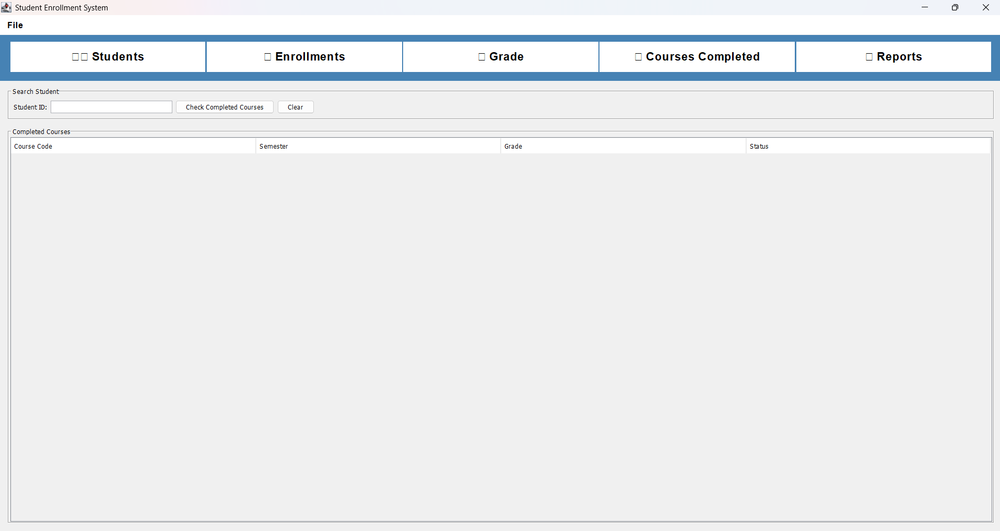 Student Enrollment System
File
Students Enrollments Grade Courses Completed Reports
Search Student
Student ID: Check Completed Courses Clear
Completed Courses
Course Code Semester Grade Status